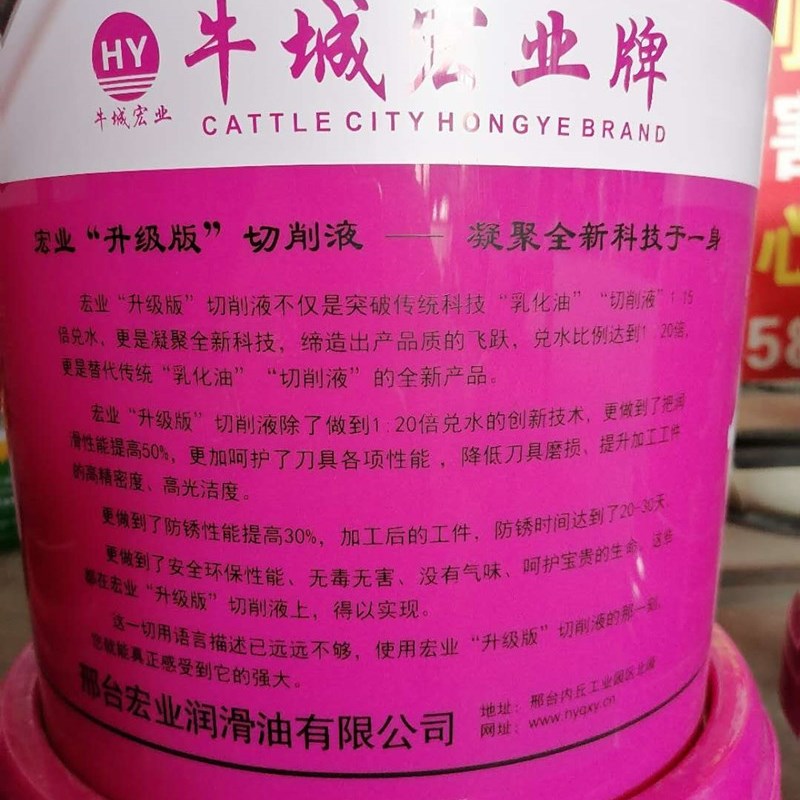 HY
牛城宏业
牛城宏业牌
CATTLE CITY HONGYE BRAND
宏业“升级版”切削液 —— 凝聚全新科技于一身
宏业“升级版”切削液不仅是突破传统科技“乳化油”“切削液”1:15
倍兑水、更是凝聚全新科技，缔造出产品质的飞跃，兑水比例达到1:20倍，
更是替代传统“乳化油”“切削液”的全新产品。
宏业“升级版”切削液除了做到1:20倍兑水的创新技术，更做到了把润
滑性能提高50%，更加呵护了刀具各项性能，降低刀具磨损、提升加工工件
的高精密度、高光洁度。
更做到了防锈性能提高30%，加工后的工件，防锈时间达到了20-30天，
更做到了安全环保性能、无毒无害、没有气味、呵护宝贵的生命，这些
都在宏业“升级版”切削液上，得以实现。
这一切用语言描述已远远不够，使用宏业“升级版”切削液的那一刻，
您就能真正感受到它的强大。
邢台宏业润滑油有限公司
地址：邢台内丘工业园区北园
网址：www.hyqxy.cn
害
心
58